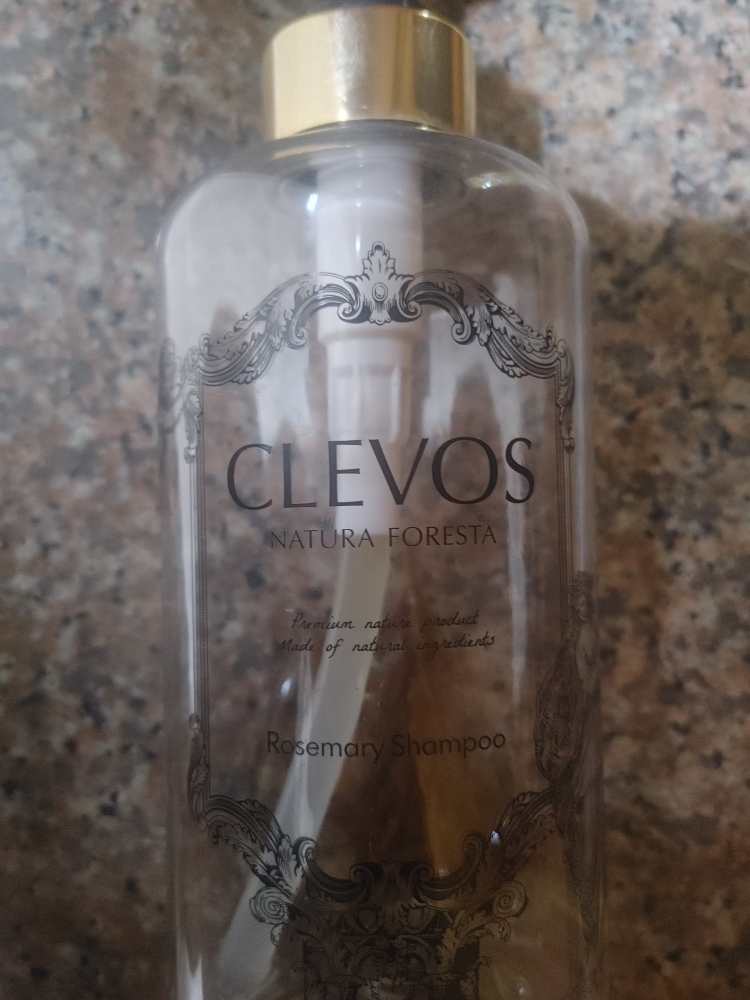 CLEVOS
NATURA FORESTA
Premium nature product
Made of natural ingredients
Rosemary Shampoo